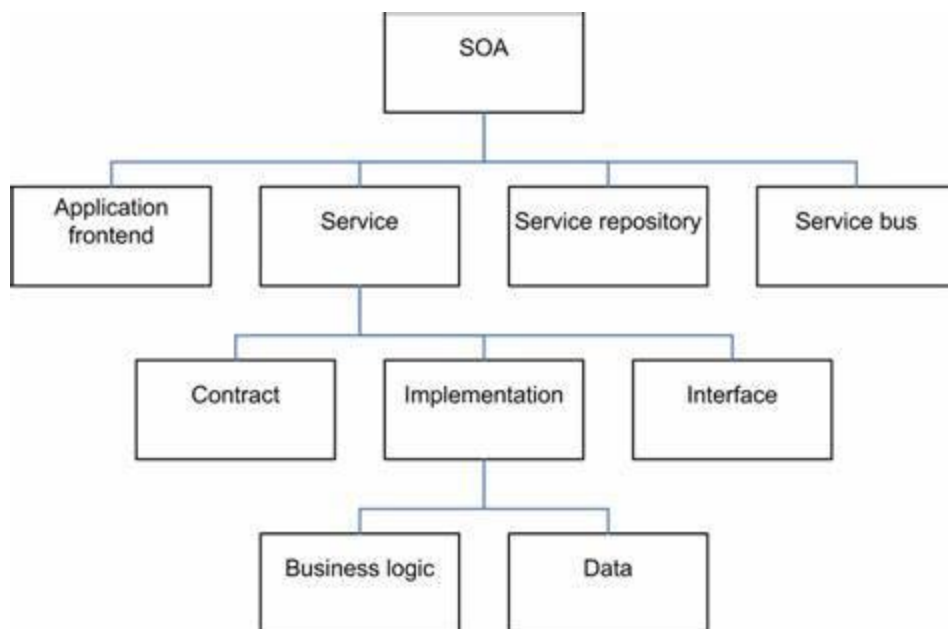 SOA
Application
frontend
Service
Service repository
Service bus
Contract
Implementation
Interface
Business logic
Data